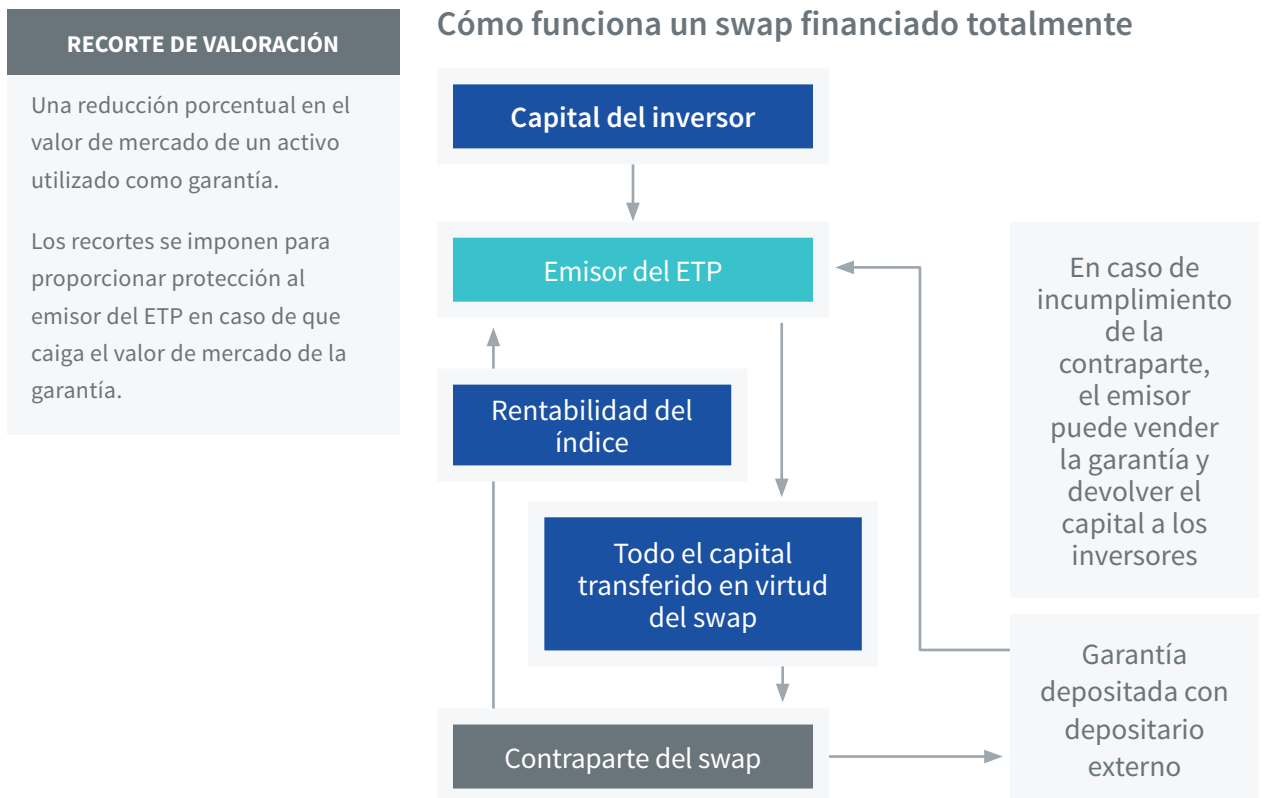 RECORTE DE VALORACIÓN
Una reducción porcentual en el
valor de mercado de un activo
utilizado como garantía.
Los recortes se imponen para
proporcionar protección al
emisor del ETP en caso de que
caiga el valor de mercado de la
garantía.
Cómo funciona un swap financiado totalmente
Capital del inversor
Emisor del ETP
Rentabilidad del
índice
Todo el capital
transferido en virtud
del swap
Contraparte del swap
En caso de
incumplimiento
de la
contraparte,
el emisor
puede vender
la garantía y
devolver el
capital a los
inversores
Garantía
depositada con
depositario
externo